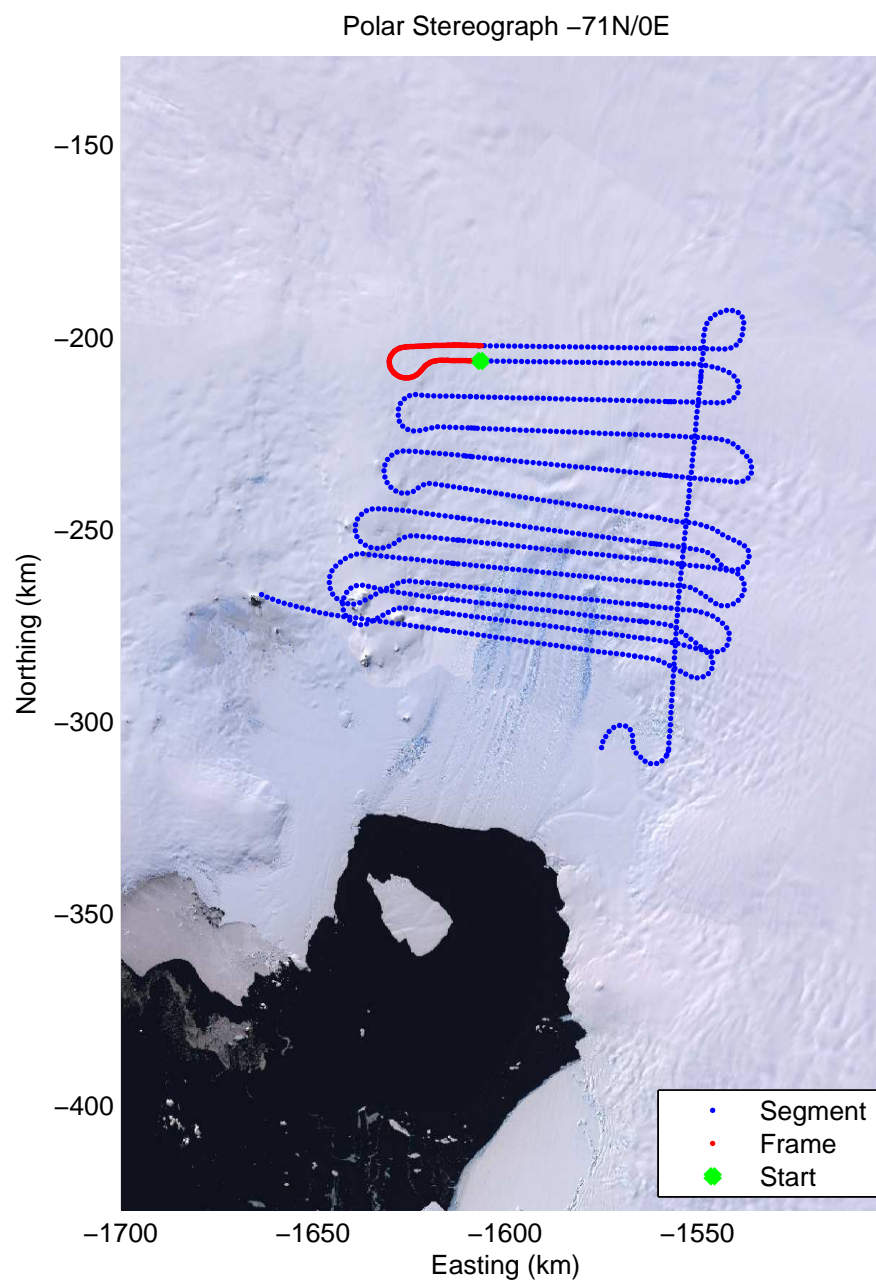 Polar Stereograph −71N/0E
−150
−200
−250
−300
−350
−400
Northing (km)
−1700
−1650
−1600
−1550
Easting (km)
Segment
Frame
Start